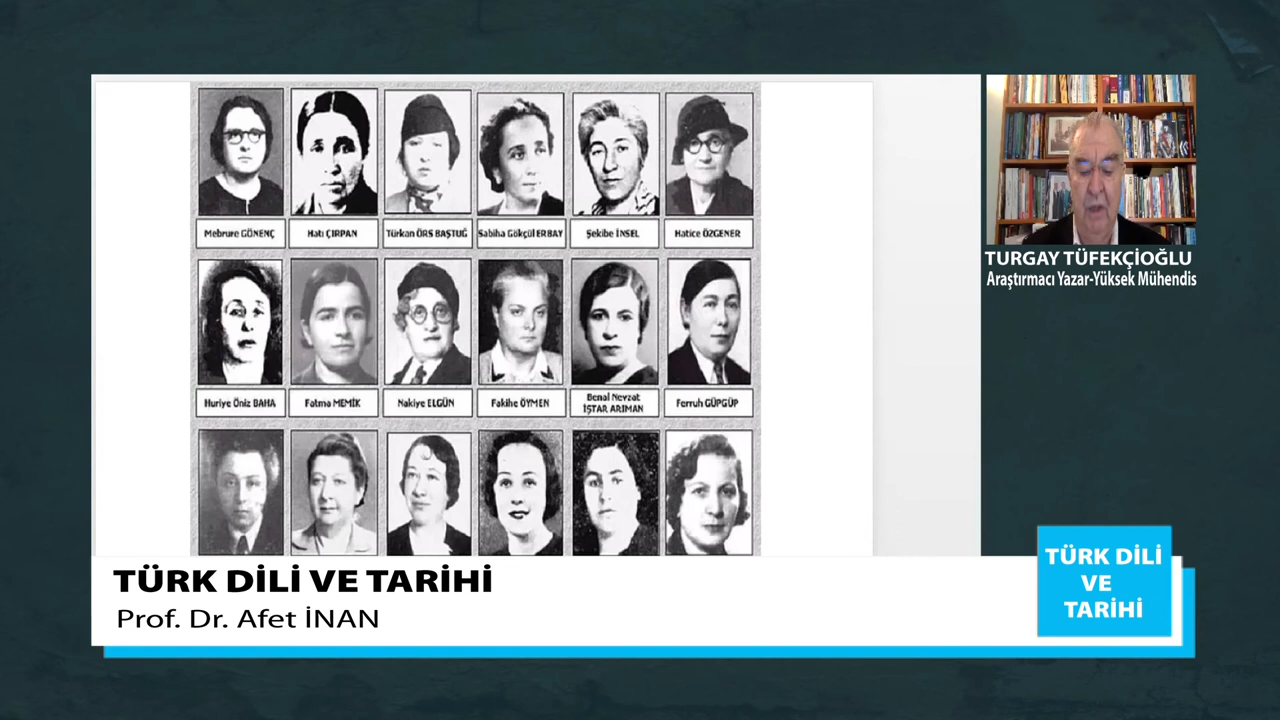 Mebrure GÖNENÇ
Hatı ÇIRPAN
Türkan ÖRS BAŞTUĞ
Sabiha Gökçül ERBAY
Şekibe İNSEL
Hatice ÖZGENER
Huriye Öniz BAHA
Fatma MEMİK
Nakiye ELGÜN
Fakihe ÖYMEN
Benal Nevzat
İŞTAR ARIMAN
Ferruh GÜPGÜP
TURGAY TÜFEKÇİOĞLU
Araştırmacı Yazar-Yüksek Mühendis
TÜRK DİLİ VE TARİHİ
Prof. Dr. Afet İNAN
TÜRK DİLİ
VE
TARİHİ